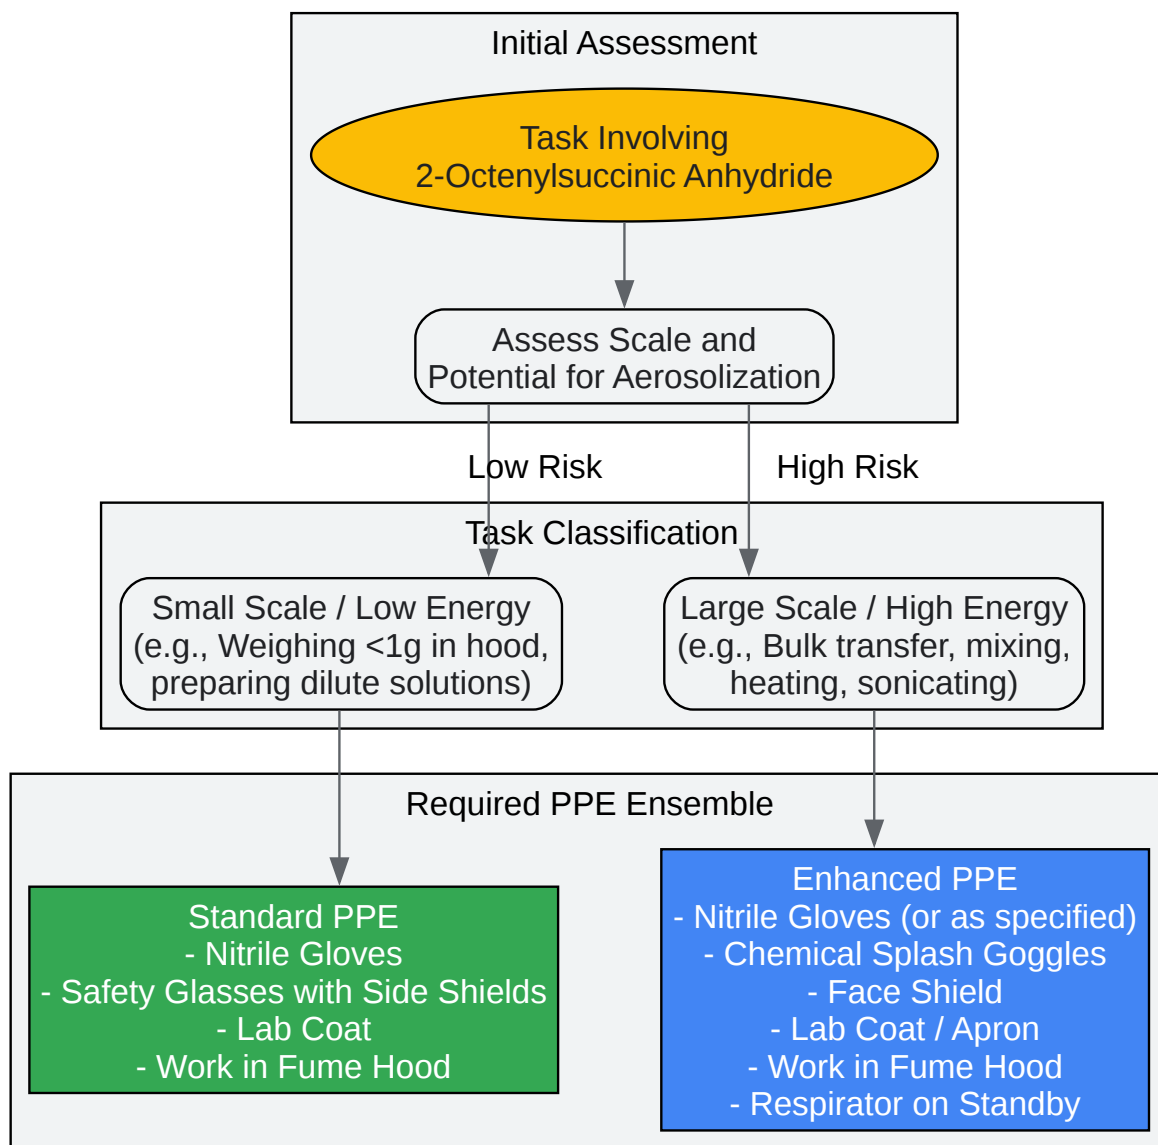 Initial Assessment
Task Involving
2-Octenylsuccinic Anhydride
Assess Scale and
Potential for Aerosolization
Low Risk
High Risk
Task Classification
Small Scale / Low Energy
(e.g., Weighing <1g in hood,
preparing dilute solutions)
Large Scale / High Energy
(e.g., Bulk transfer, mixing,
heating, sonicating)
Required PPE Ensemble
Standard PPE
- Nitrile Gloves
- Safety Glasses with Side Shields
- Lab Coat
- Work in Fume Hood
Enhanced PPE
- Nitrile Gloves (or as specified)
- Chemical Splash Goggles
- Face Shield
- Lab Coat / Apron
- Work in Fume Hood
- Respirator on Standby